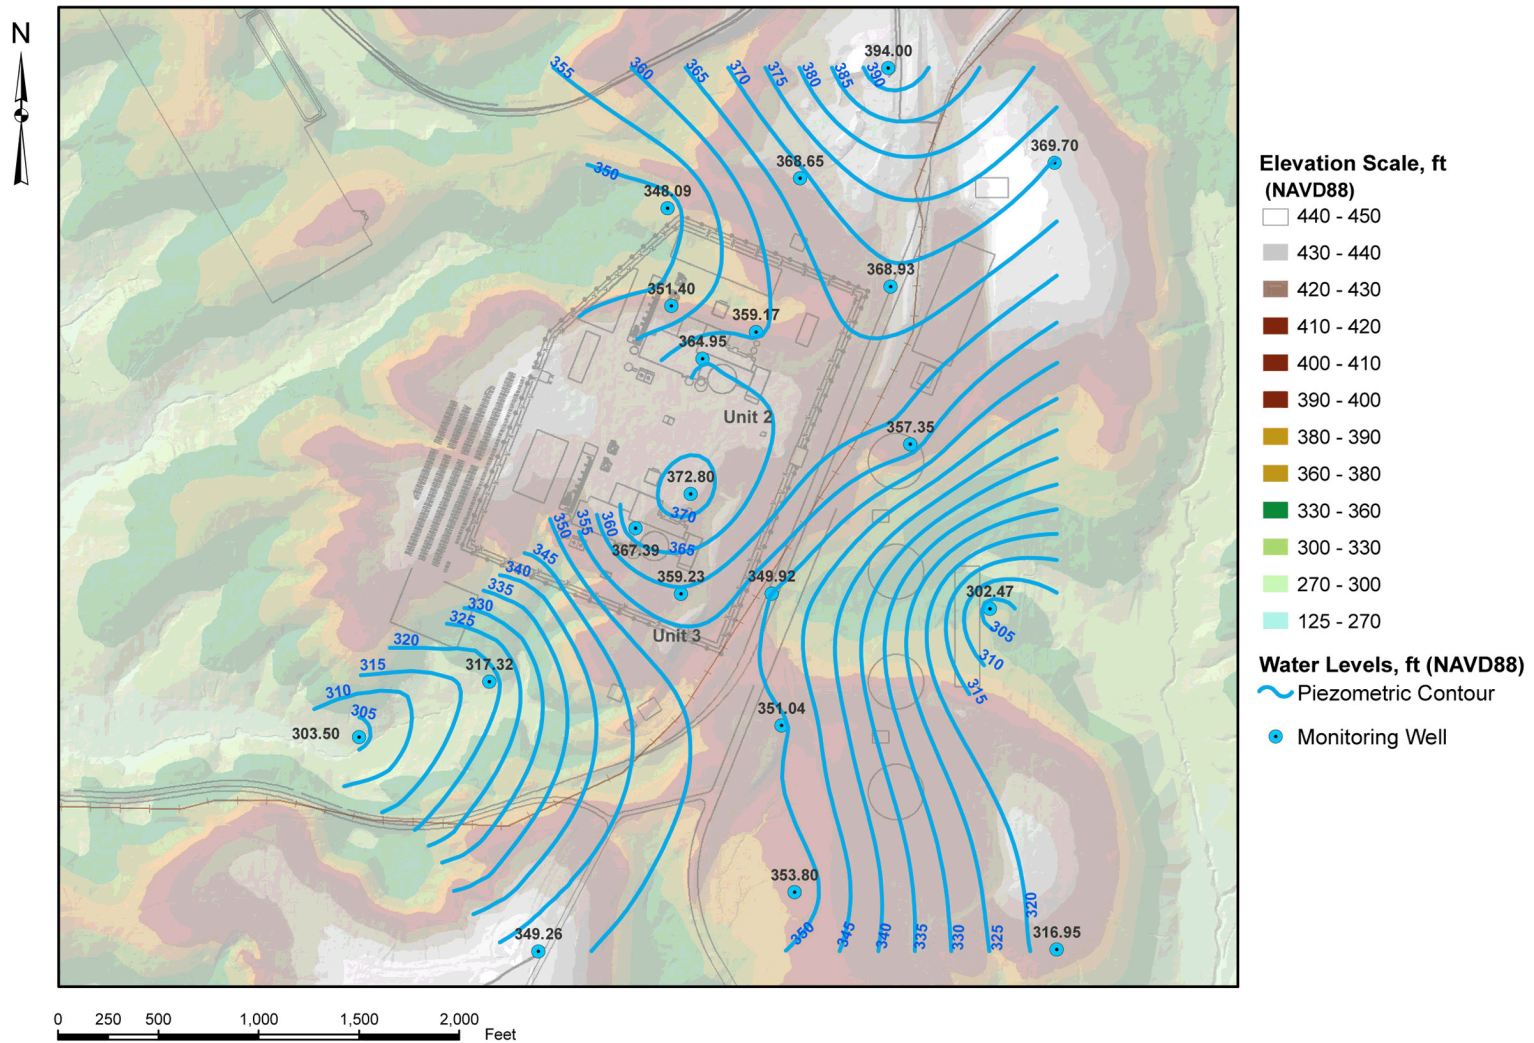 N
394.00
355
360
365
370
375
380
385
390
369.70
368.65
350
348.09
368.93
351.40
359.17
364.95
Unit 2
357.35
372.80
370
350
355
360
365
367.39
345
340
359.23
349.92
335
302.47
330
325
305
Unit 3
320
310
317.32
315
315
310
305
351.04
303.50
353.80
320
349.26
350
345
340
335
330
325
316.95
0 250 500 1,000 1,500 2,000
Feet
Elevation Scale, ft
(NAVD88)
440 - 450
430 - 440
420 - 430
410 - 420
400 - 410
390 - 400
380 - 390
360 - 380
330 - 360
300 - 330
270 - 300
125 - 270
Water Levels, ft (NAVD88)
Piezometric Contour
Monitoring Well